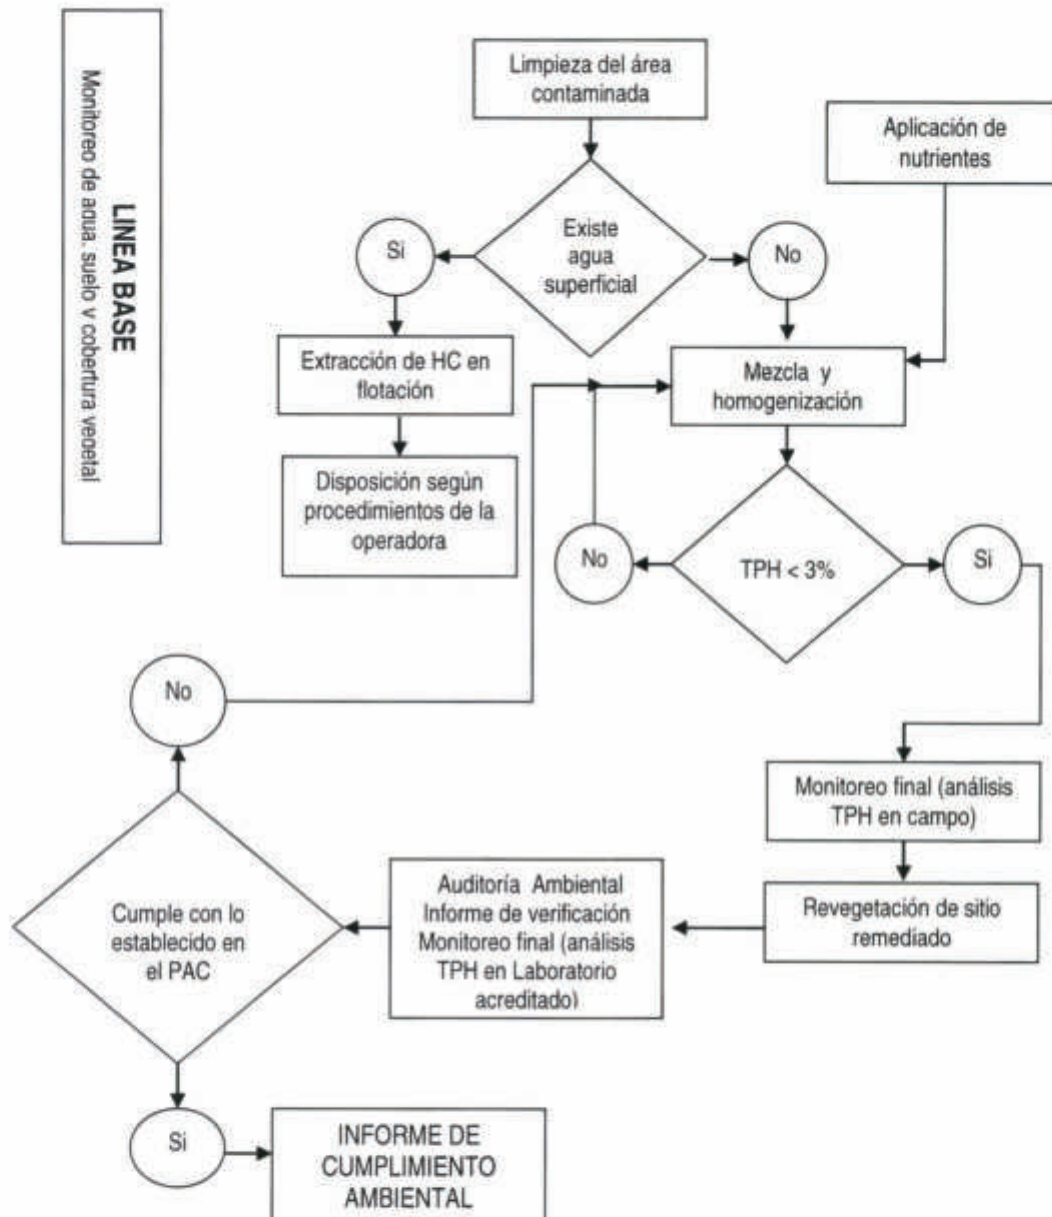 LINEA BASE
Monitoreo de agua, suelo y cobertura vegetal
Limpieza del área
contaminada
Aplicación de
nutrientes
Existe
agua
superficial
Si
No
Extracción de HC en
flotación
Mezcla y
homogenización
Disposición según
procedimientos de la
operadora
No
TPH < 3%
Si
No
Monitoreo final (análisis
TPH en campo)
Cumple con lo
establecido en
el PAC
Auditoría Ambiental
Informe de verificación
Monitoreo final (análisis
TPH en Laboratorio
acreditado)
Revegetación de sitio
remediado
Si
INFORME DE
CUMPLIMIENTO
AMBIENTAL